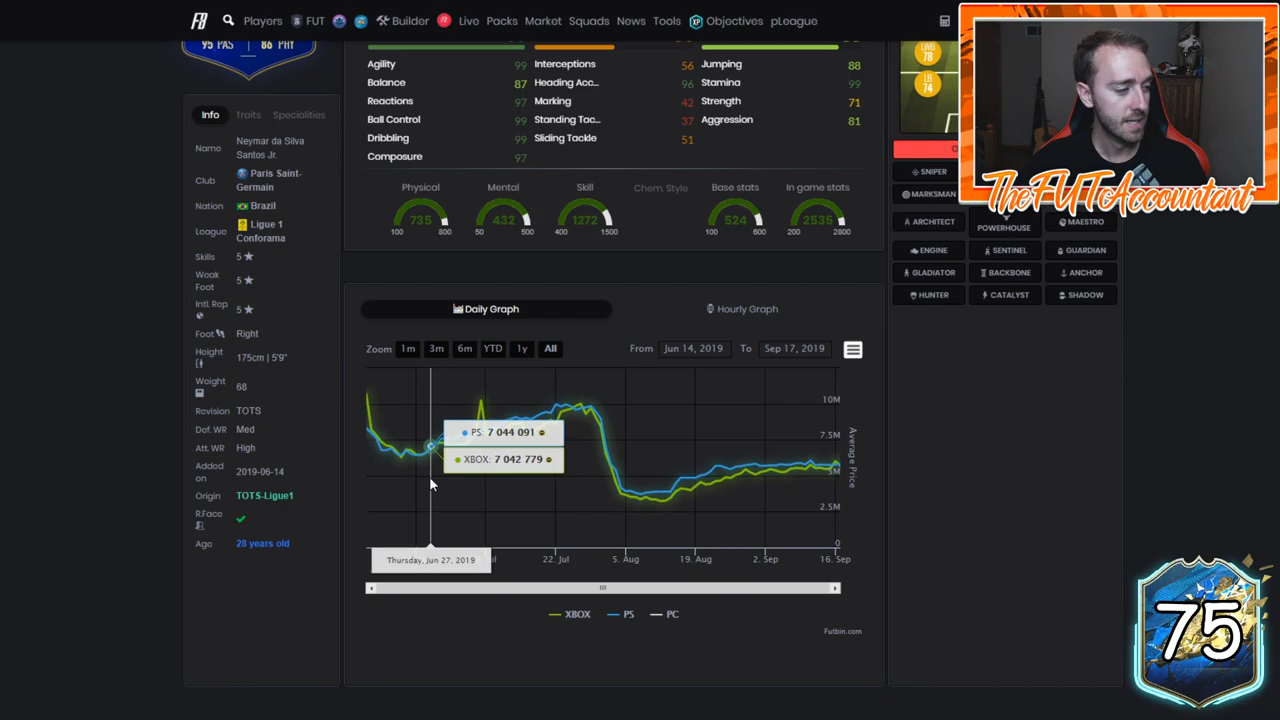 FB Players FUT Builder Live Packs Market Squads News Tools XP Objectives pLeague
95 PAS 86 PHY
Agility 99 Interceptions 56 Jumping 88
Balance 87 Heading Acc... 96 Stamina 99
Reactions 97 Marking 42 Strength 71
Ball Control 99 Standing Tac... 37 Aggression 81
Dribbling 99 Sliding Tackle 51
Composure 97
LWB
78
LB
74
TheFUTAccountant
SNIPER
MARKSMAN
ARCHITECT POWERHOUSE MAESTRO
ENGINE SENTINEL GUARDIAN
GLADIATOR BACKBONE ANCHOR
HUNTER CATALYST SHADOW
Info Traits Specialities
Name Neymar da Silva
Santos Jr.
Club Paris Saint-
Germain
Nation Brazil
League Ligue 1
Conforama
Skills 5
Weak
Foot 5
Intl. Rep 5
Foot Right
Height 175cm | 5'9"
Weight 68
Revision TOTS
Def. WR Med
Att. WR High
Added
on 2019-06-14
Origin TOTS-Ligue1
R.Face
Age 28 years old
Physical Mental Skill Chem. Style Base stats In game stats
735 432 1272 524 2535
100 800 50 500 400 1500 100 600 200 2800
Daily Graph Hourly Graph
Zoom 1m 3m 6m YTD 1y All From Jun 14, 2019 To Sep 17, 2019
PS: 7 044 091
XBOX: 7 042 779
10M
7.5M
5M
2.5M
0
Average Price
Thursday, Jun 27, 2019
22. Jul 5. Aug 19. Aug 2. Sep 16. Sep
XBOX PS PC
Futbin.com
75